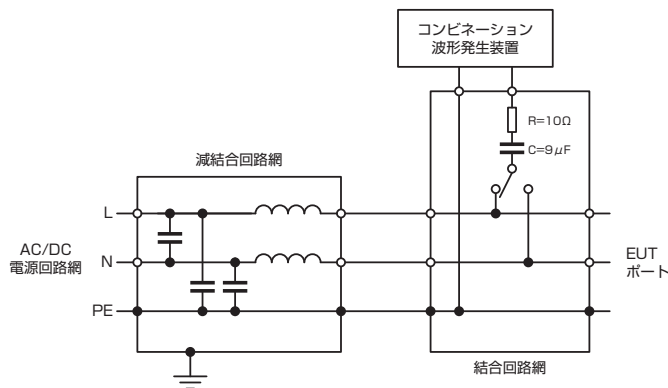 コンビネーション
波形発生装置
R=10Ω
C=9μF
減結合回路網
L
AC/DC
電源回路網
N
PE
EUT
ポート
結合回路網